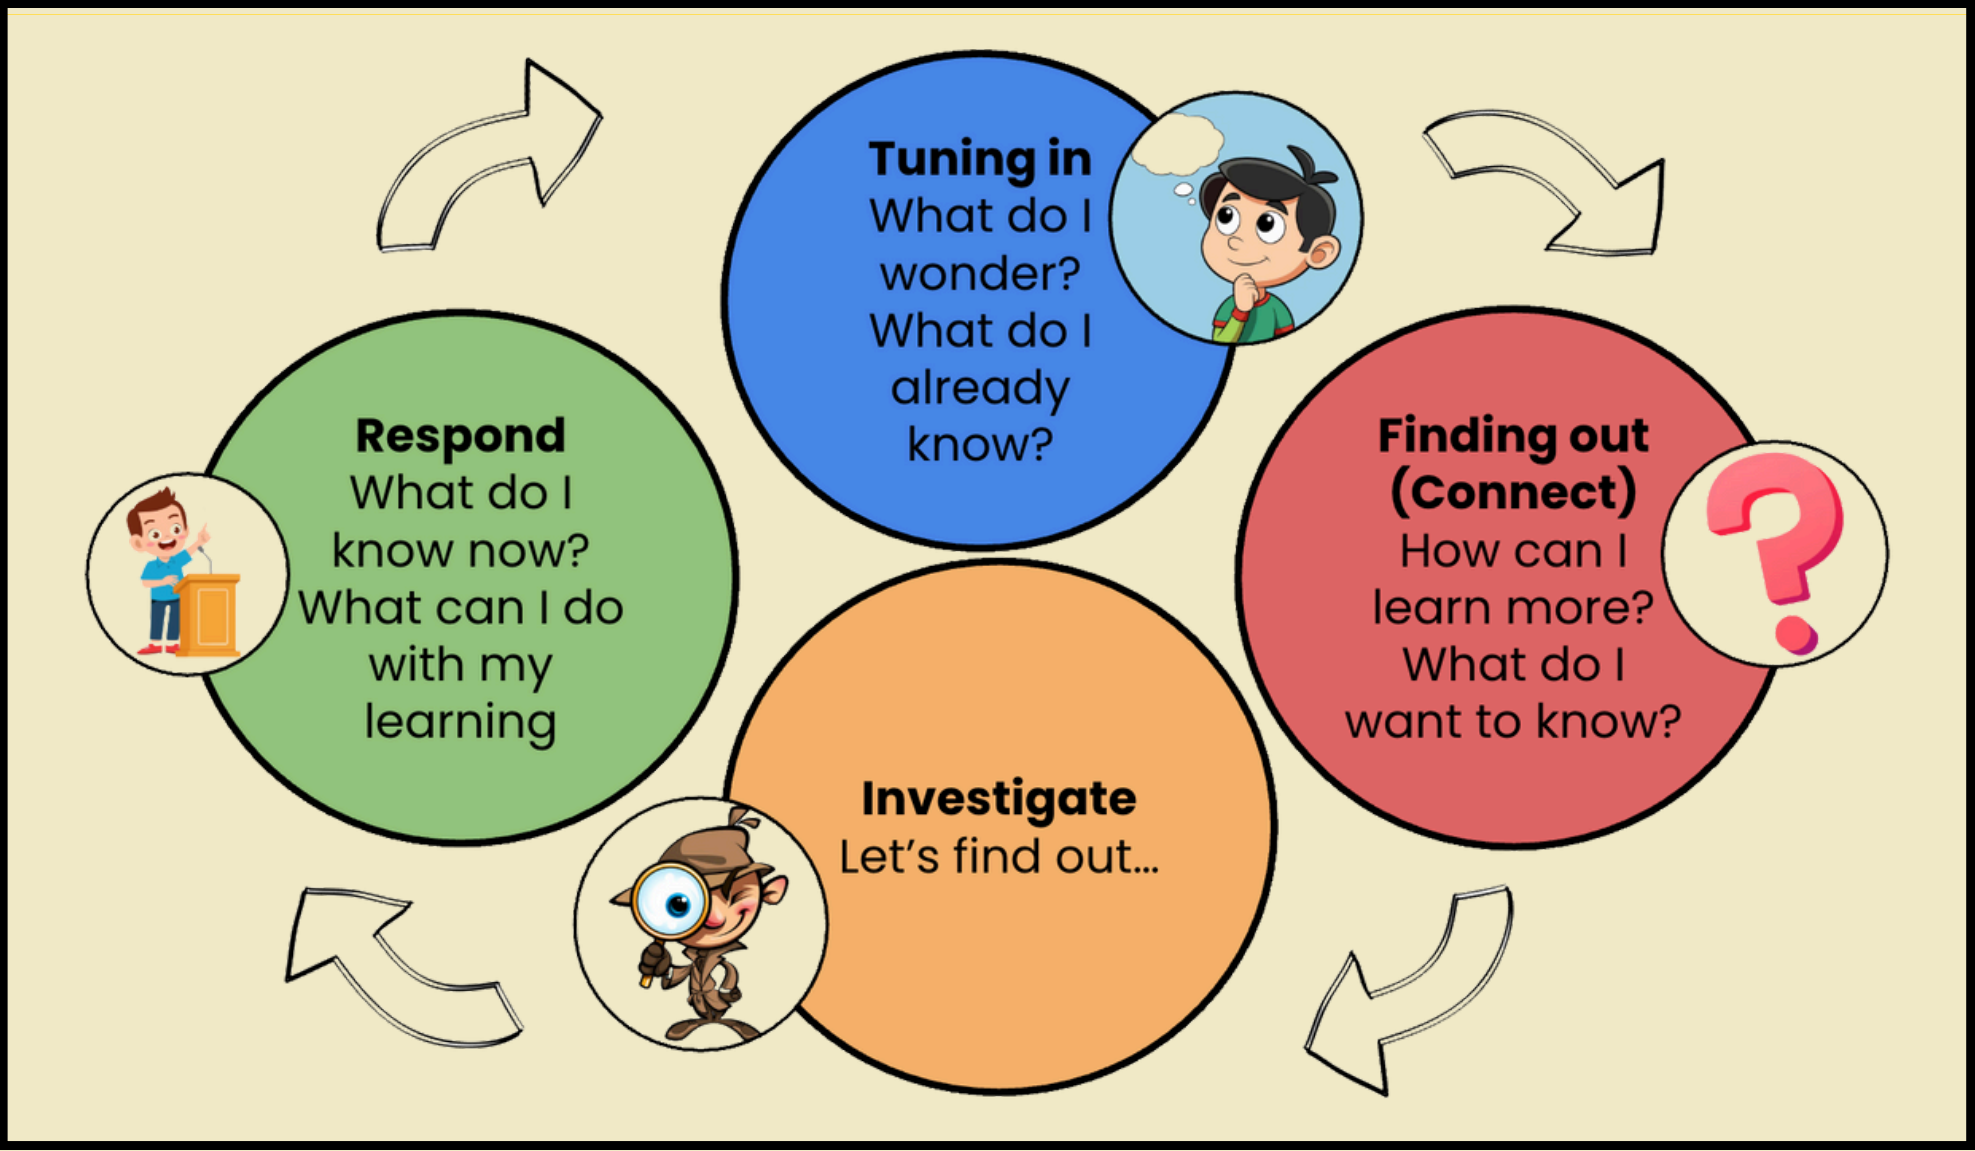 Tuning in
What do I
wonder?
What do I
already
know?
Finding out
(Connect)
How can I
learn more?
What do I
want to know?
Investigate
Let's find out...
Respond
What do I
know now?
What can I do
with my
learning